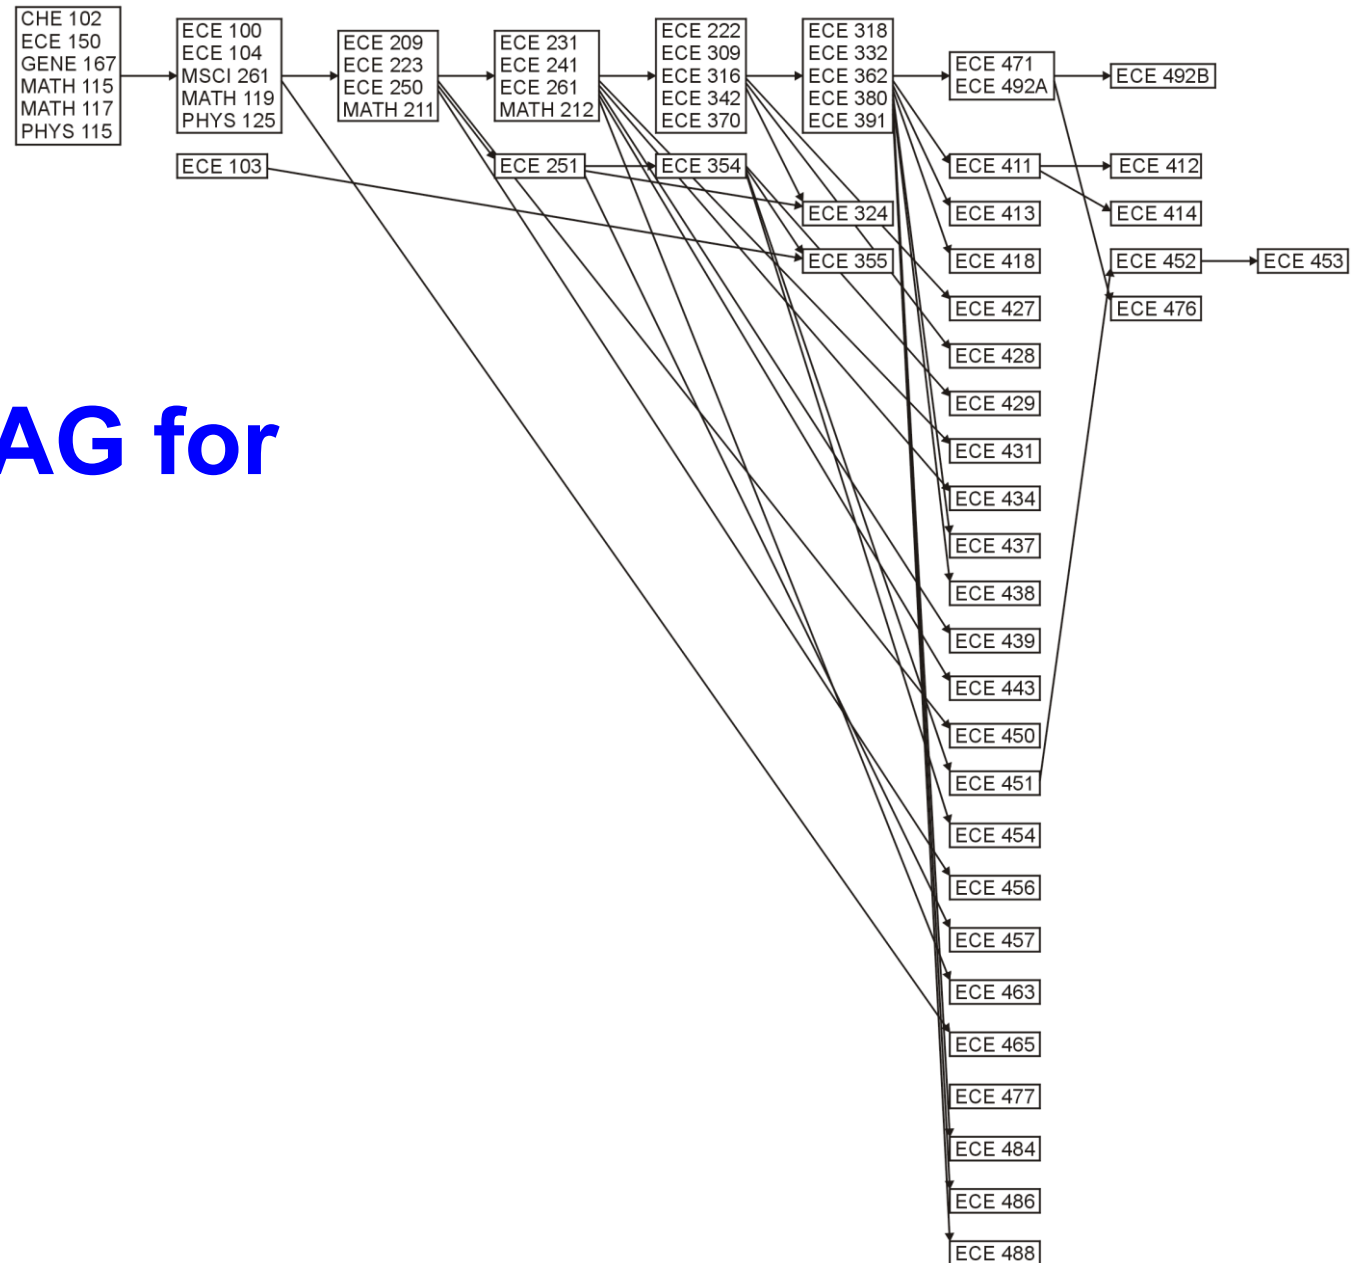 CHE 102
ECE 150
GENE 167
MATH 115
MATH 117
PHYS 115
ECE 100
ECE 104
MSCI 261
MATH 119
PHYS 125
ECE 103
ECE 209
ECE 223
ECE 250
MATH 211
ECE 231
ECE 241
ECE 261
MATH 212
ECE 251
ECE 222
ECE 309
ECE 316
ECE 342
ECE 370
ECE 354
ECE 318
ECE 332
ECE 362
ECE 380
ECE 391
ECE 324
ECE 355
ECE 471
ECE 492A
ECE 411
ECE 413
ECE 418
ECE 427
ECE 428
ECE 429
ECE 431
ECE 434
ECE 437
ECE 438
ECE 439
ECE 443
ECE 450
ECE 451
ECE 454
ECE 456
ECE 457
ECE 463
ECE 465
ECE 477
ECE 484
ECE 486
ECE 488
ECE 492B
ECE 412
ECE 414
ECE 452
ECE 476
ECE 453
AG for